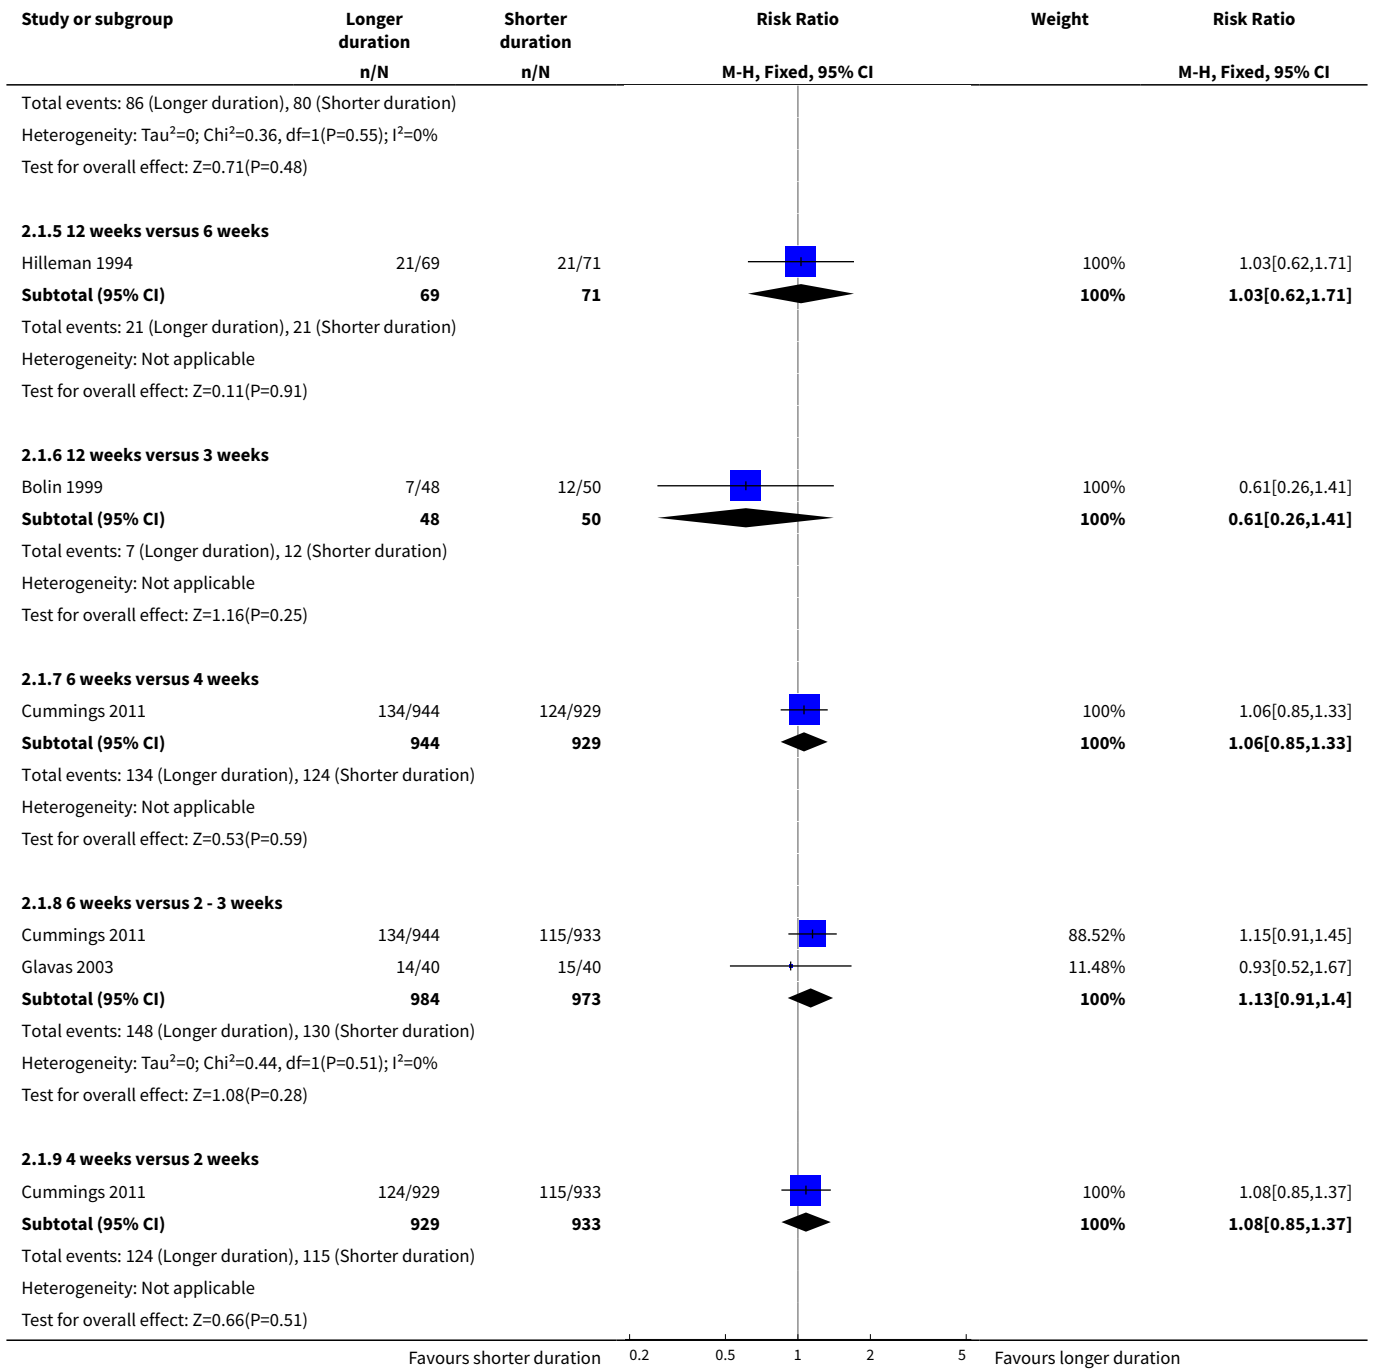 Study or subgroup Longer duration Shorter duration Risk Ratio Weight Risk Ratio
n/N n/N M-H, Fixed, 95% CI M-H, Fixed, 95% CI
Total events: 86 (Longer duration), 80 (Shorter duration)
Heterogeneity: Tau²=0; Chi²=0.36, df=1(P=0.55); I²=0%
Test for overall effect: Z=0.71(P=0.48)
2.1.5 12 weeks versus 6 weeks
Hilleman 1994 21/69 21/71 100% 1.03[0.62,1.71]
Subtotal (95% CI) 69 71 100% 1.03[0.62,1.71]
Total events: 21 (Longer duration), 21 (Shorter duration)
Heterogeneity: Not applicable
Test for overall effect: Z=0.11(P=0.91)
2.1.6 12 weeks versus 3 weeks
Bolin 1999 7/48 12/50 100% 0.61[0.26,1.41]
Subtotal (95% CI) 48 50 100% 0.61[0.26,1.41]
Total events: 7 (Longer duration), 12 (Shorter duration)
Heterogeneity: Not applicable
Test for overall effect: Z=1.16(P=0.25)
2.1.7 6 weeks versus 4 weeks
Cummings 2011 134/944 124/929 100% 1.06[0.85,1.33]
Subtotal (95% CI) 944 929 100% 1.06[0.85,1.33]
Total events: 134 (Longer duration), 124 (Shorter duration)
Heterogeneity: Not applicable
Test for overall effect: Z=0.53(P=0.59)
2.1.8 6 weeks versus 2 - 3 weeks
Cummings 2011 134/944 115/933 88.52% 1.15[0.91,1.45]
Glavas 2003 14/40 15/40 11.48% 0.93[0.52,1.67]
Subtotal (95% CI) 984 973 100% 1.13[0.91,1.4]
Total events: 148 (Longer duration), 130 (Shorter duration)
Heterogeneity: Tau²=0; Chi²=0.44, df=1(P=0.51); I²=0%
Test for overall effect: Z=1.08(P=0.28)
2.1.9 4 weeks versus 2 weeks
Cummings 2011 124/929 115/933 100% 1.08[0.85,1.37]
Subtotal (95% CI) 929 933 100% 1.08[0.85,1.37]
Total events: 124 (Longer duration), 115 (Shorter duration)
Heterogeneity: Not applicable
Test for overall effect: Z=0.66(P=0.51)
Favours shorter duration 0.2 0.5 1 2 5 Favours longer duration